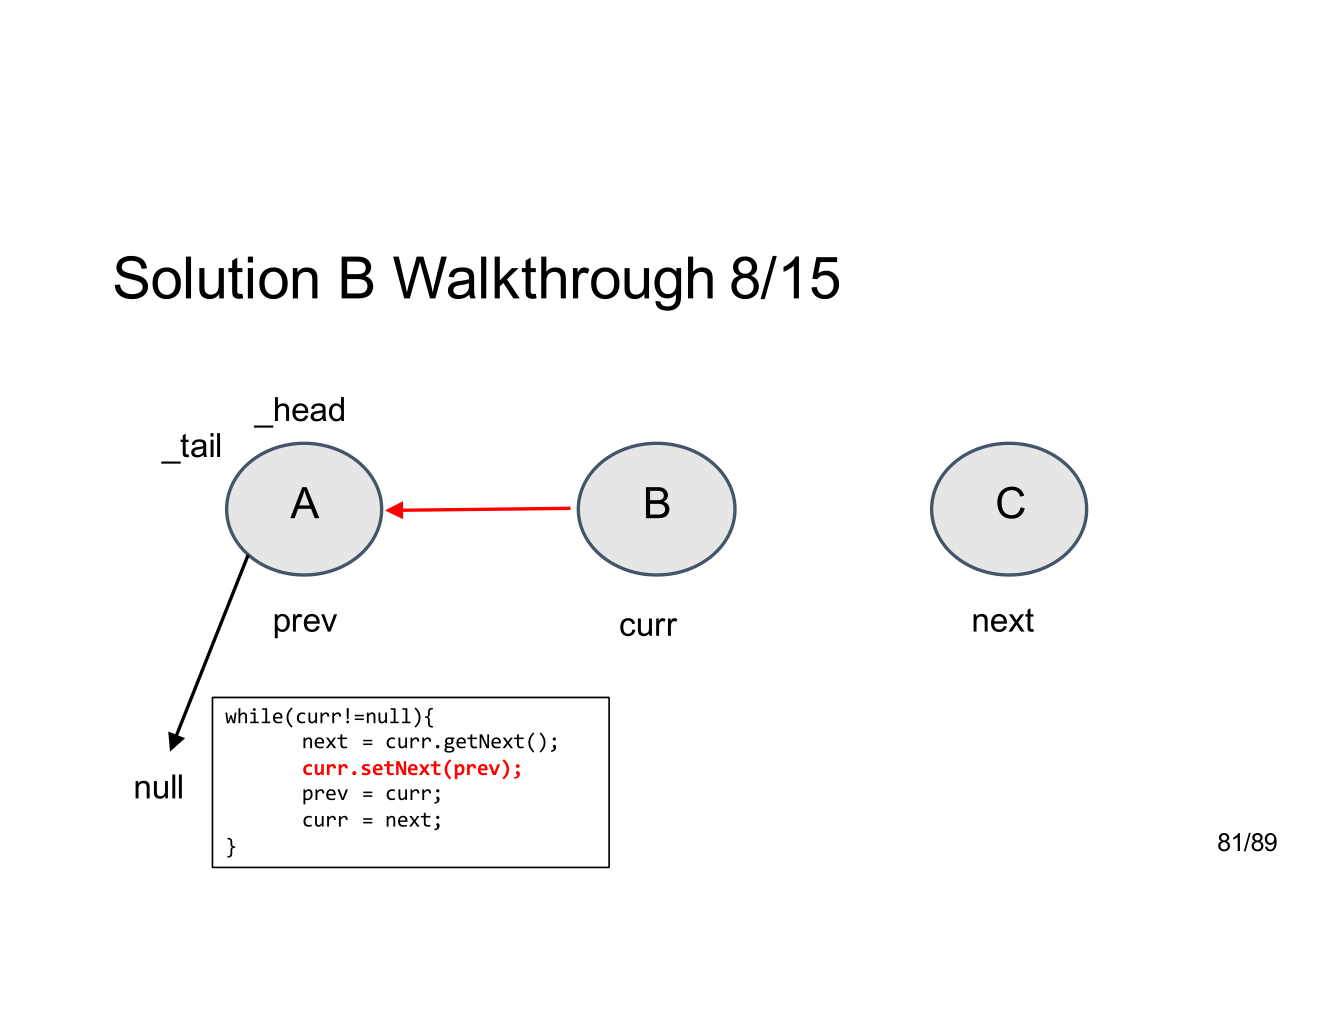 Solution B Walkthrough 8/15
_head
_tail
A
B
C
prev
curr
next
null
while(curr!=null){
next = curr.getNext();
curr.setNext(prev);
prev = curr;
curr = next;
}
81/89